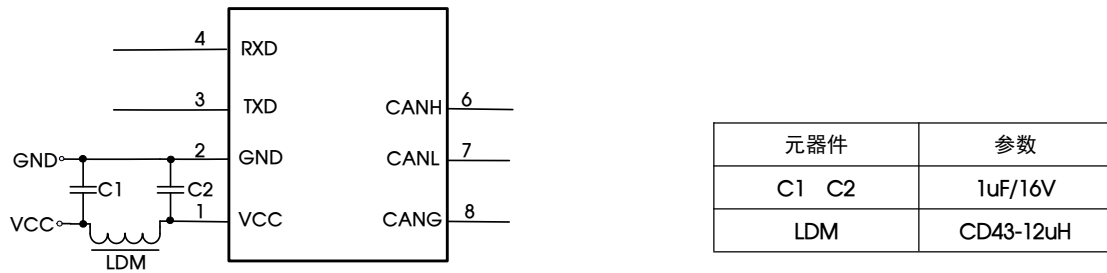 4 RXD
3 TXD
CANH 6
GND 2 GND
CANL 7
C1 C2
VCC 1 VCC
CANG 8
LDM
元器件 参数
C1 C2 1uF/16V
LDM CD43-12uH